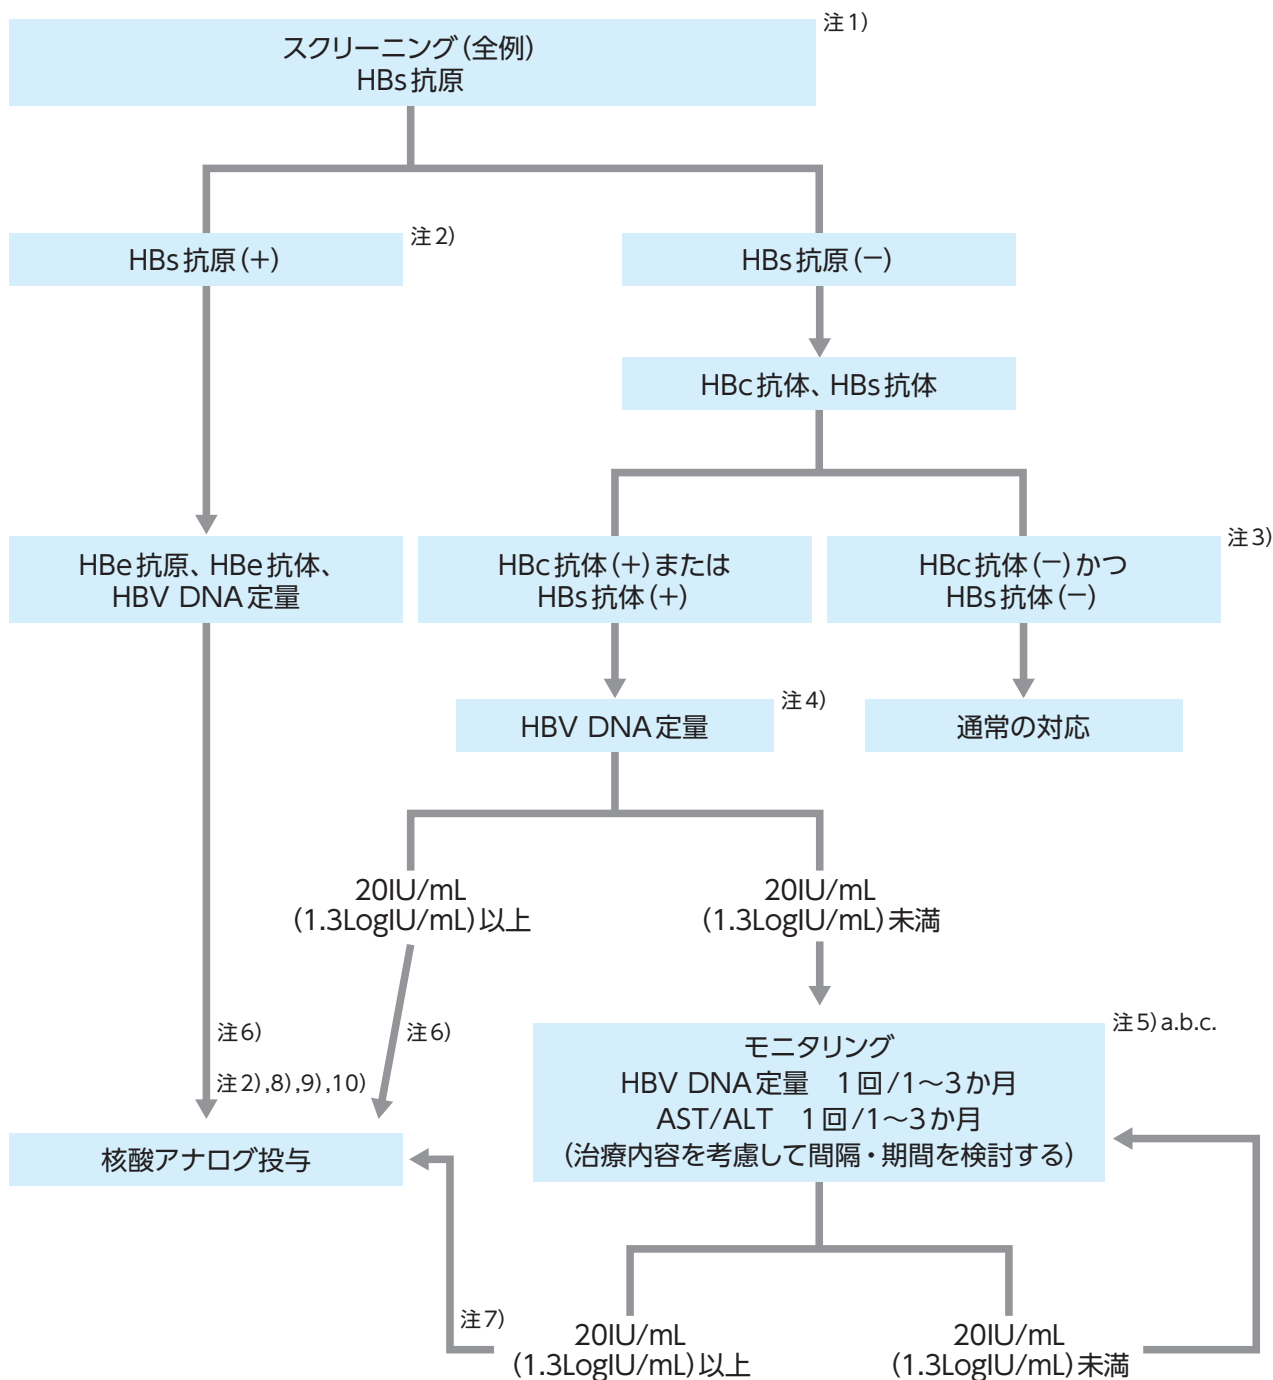 注1)
スクリーニング(全例)
HBs抗原
HBs抗原(+)
注2)
HBs抗原(−)
HBc抗体、HBs抗体
HBe抗原、HBe抗体、
HBV DNA定量
HBc抗体(+)または
HBs抗体(+)
HBc抗体(−)かつ
HBs抗体(−)
注3)
HBV DNA定量
注4)
通常の対応
20IU/mL
(1.3LogIU/mL)以上
20IU/mL
(1.3LogIU/mL)未満
注6)
注6)
注2),8),9),10)
注5)a.b.c.
モニタリング
HBV DNA定量 1回/1〜3か月
AST/ALT 1回/1〜3か月
(治療内容を考慮して間隔・期間を検討する)
核酸アナログ投与
注7)
20IU/mL
(1.3LogIU/mL)以上
20IU/mL
(1.3LogIU/mL)未満